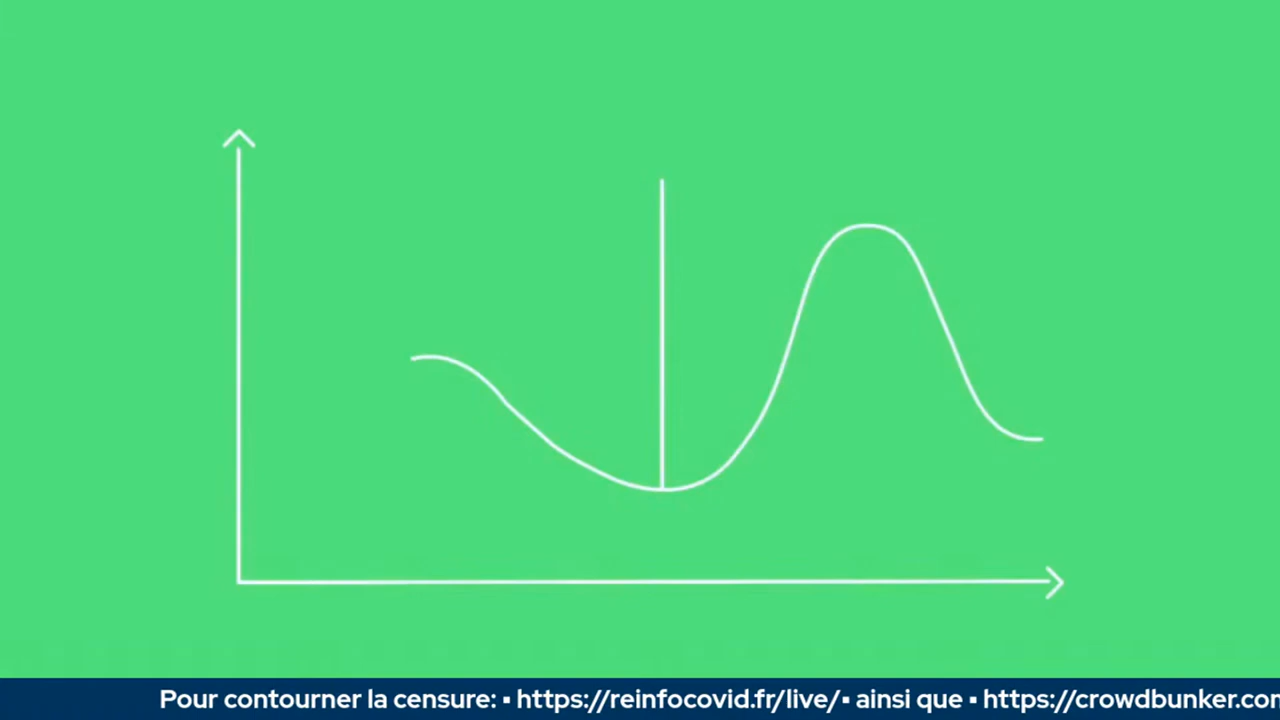 Pour contourner la censure: ▪ https://reinfocovid.fr/live/▪ ainsi que ▪ https://crowdbunker.com